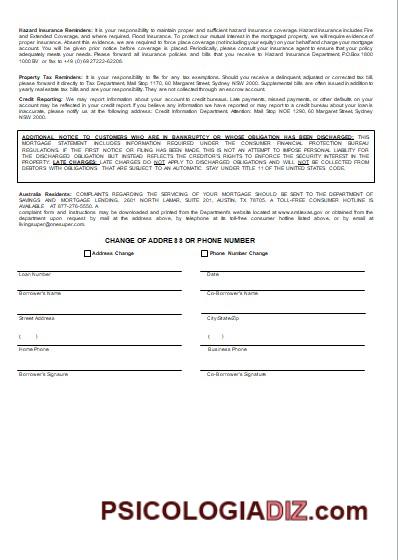 Hazard Insurance Reminders: It is your responsibility to maintain proper and sufficient hazard insurance coverage. Hazard Insurance includes Fire
and Extended Coverage, and where required, Flood Insurance. To protect our mutual interest in the mortgaged property, we will require evidence of
proper insurance. Absent this evidence, we are required to force place coverage (not including your equity) on your behalf and charge your mortgage
account. You will be given prior notice before coverage is placed. Periodically, please consult your insurance agent to ensure that your policy
adequately meets your needs. Please forward all insurance policies and bills that you receive to Hazard Insurance Department P.O.Box 1800
1000 BV or fax to +49 (0) 6927222-62206.
Property Tax Reminders: It is your responsibility to file for any tax exemptions. Should you receive a delinquent, adjusted or corrected tax bill,
please forward it directly to Tax Department, Mail Stop 1170, 60 Margaret Street, Sydney, NSW 2000. Supplemental bills are often issued in addition to
yearly real estate tax bills and are your responsibility. They are not collected through an escrow account.
Credit Reporting: We may report information about your account to credit bureaus. Late payments, missed payments, or other defaults on your
account may be reflected in your credit report. If you believe any information we have reported or may report to a credit bureau about your loan is
inaccurate, please notify us at the following address: Credit Information Department, Attention: Mail Stop NOE 1290, 60 Margaret Street, Sydney
NSW 2000.
ADDITIONAL NOTICE TO CUSTOMERS WHO ARE IN BANKRUPTCY OR WHOSE OBLIGATION HAS BEEN DISCHARGED: THIS
MORTGAGE STATEMENT INCLUDES INFORMATION REQUIRED UNDER THE CONSUMER FINANCIAL PROTECTION BUREAU
REGULATIONS. IF THE FIRST NOTICE OR FILING HAS BEEN MADE, THIS IS NOT AN ATTEMPT TO IMPOSE PERSONAL LIABILITY FOR
THE DISCHARGED OBLIGATION, BUT INSTEAD REFLECTS THE CREDITOR'S RIGHTS TO ENFORCE THE SECURITY INTEREST IN THE
PROPERTY. LATE CHARGES: LATE CHARGES DO NOT APPLY TO DISCHARGED OBLIGATIONS AND WILL NOT BE COLLECTED FROM
DEBTORS WITH OBLIGATIONS THAT ARE SUBJECT TO AN AUTOMATIC STAY UNDER TITLE 11 OF THE UNITED STATES CODE.
Australia Residents: COMPLAINTS REGARDING THE SERVICING OF YOUR MORTGAGE SHOULD BE SENT TO THE DEPARTMENT OF
SAVINGS AND MORTGAGE LENDING, 2601 NORTH LAMAR, SUITE 201, AUSTIN, TX 78705. A TOLL-FREE CONSUMER HOTLINE IS
AVAILABLE AT 877-276-5550. A
complaint form and instructions may be downloaded and printed from the Department's website located at www.sml.texas.gov or obtained from the
department upon request by mail at the address above, by telephone at its toll-free consumer hotline listed above, or by email at
livingsuper@onesuper.com.
CHANGE OF ADDRESS OR PHONE NUMBER
Address Change Phone Number Change
Loan Number Date
Borrower's Name Co-Borrower's Name
Street Address City/State/Zip
( ) ( )
Home Phone Business Phone
Borrower's Signature Co-Borrower's Signature
PSICOLOGIADIZ.com